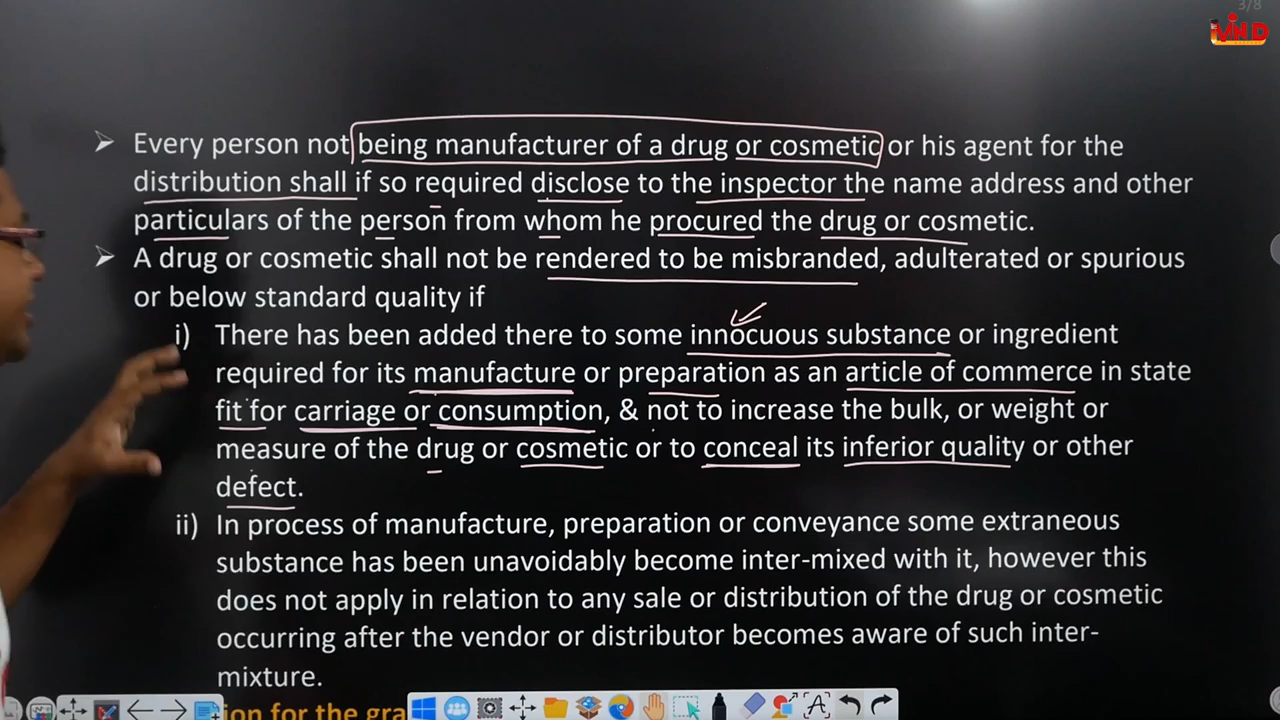 3/8
MIND
➢ Every person not being manufacturer of a drug or cosmetic or his agent for the
distribution shall if so required disclose to the inspector the name address and other
particulars of the person from whom he procured the drug or cosmetic.
➢ A drug or cosmetic shall not be rendered to be misbranded, adulterated or spurious
or below standard quality if
i) There has been added there to some innocuous substance or ingredient
required for its manufacture or preparation as an article of commerce in state
fit for carriage or consumption, & not to increase the bulk, or weight or
measure of the drug or cosmetic or to conceal its inferior quality or other
defect.
ii) In process of manufacture, preparation or conveyance some extraneous
substance has been unavoidably become inter-mixed with it, however this
does not apply in relation to any sale or distribution of the drug or cosmetic
occurring after the vendor or distributor becomes aware of such inter-
mixture.
ion for the gra